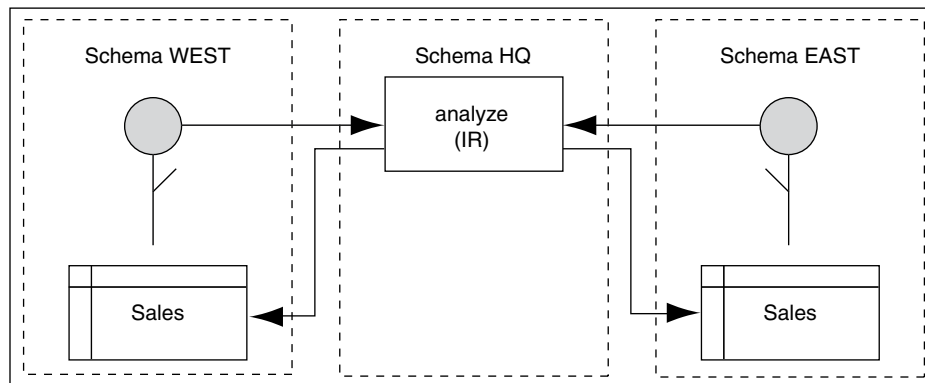 Schema WEST
Schema HQ
Schema EAST
analyze
(IR)
Sales
Sales